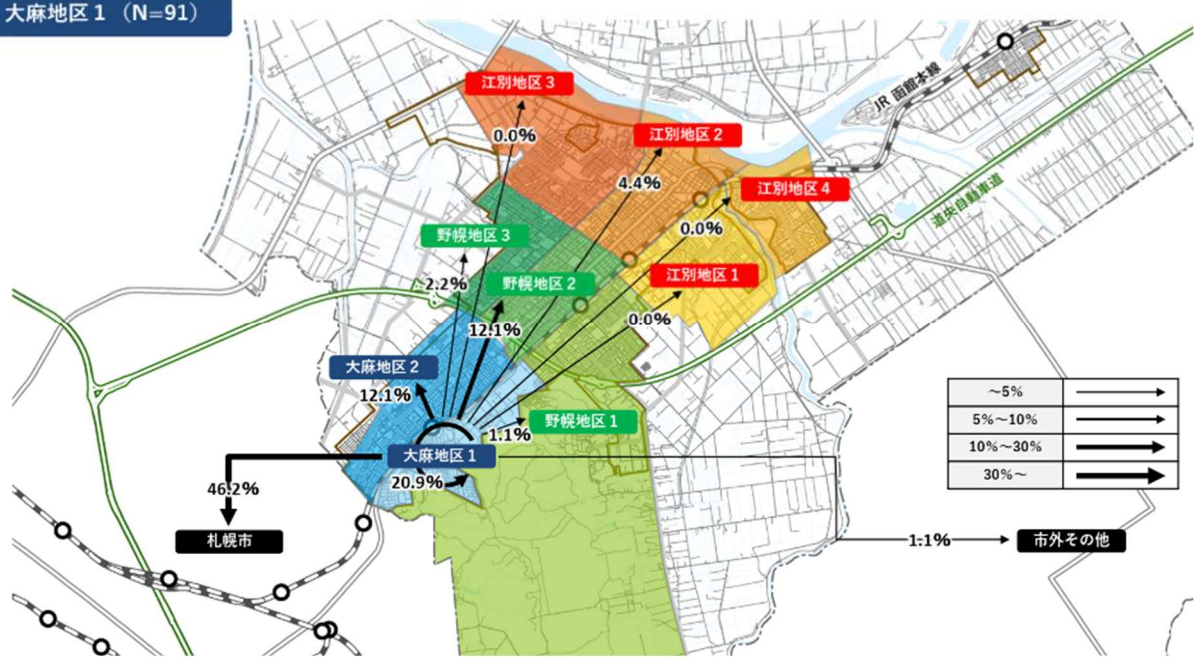 大麻地区1（N=91）
江別地区3
0.0%
江別地区2
4.4%
江別地区4
0.0%
JR 函館本線
道央自動車道
野幌地区3
2.2%
野幌地区2
12.1%
江別地区1
0.0%
大麻地区2
12.1%
野幌地区1
1.1%
大麻地区1
20.9%
46.2%
札幌市
1.1%
市外その他
～5%
5%～10%
10%～30%
30%～